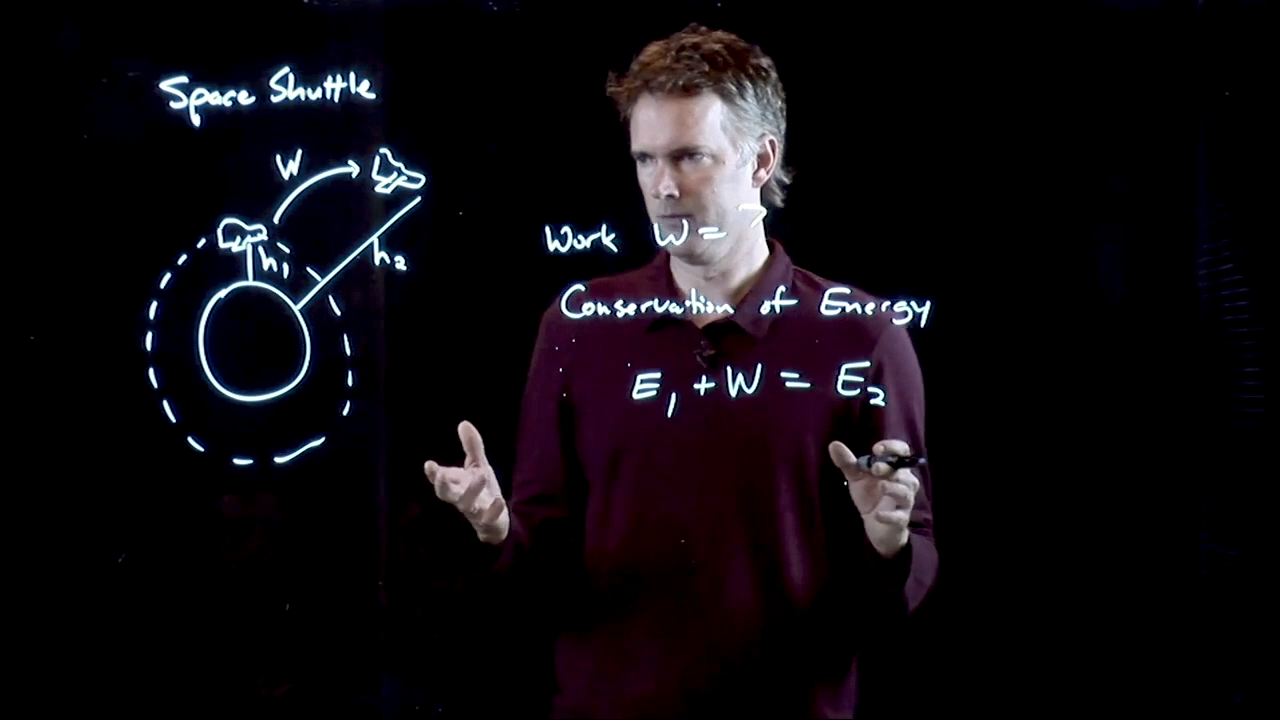 Space Shuttle
W
h₁
h₂
Work W = ?
Conservation of Energy
E₁ + W = E₂